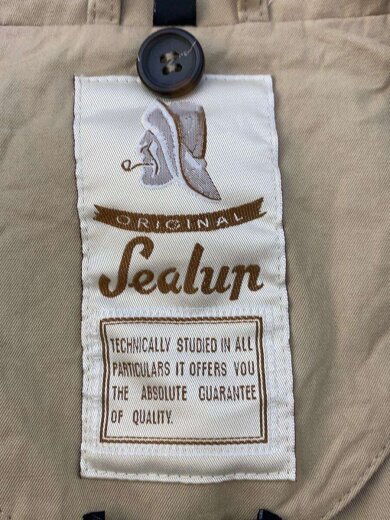 ORIGINAL
Sealup
TECHNICALLY STUDIED IN ALL
PARTICULARS IT OFFERS YOU
THE ABSOLUTE GUARANTEE
OF QUALITY.